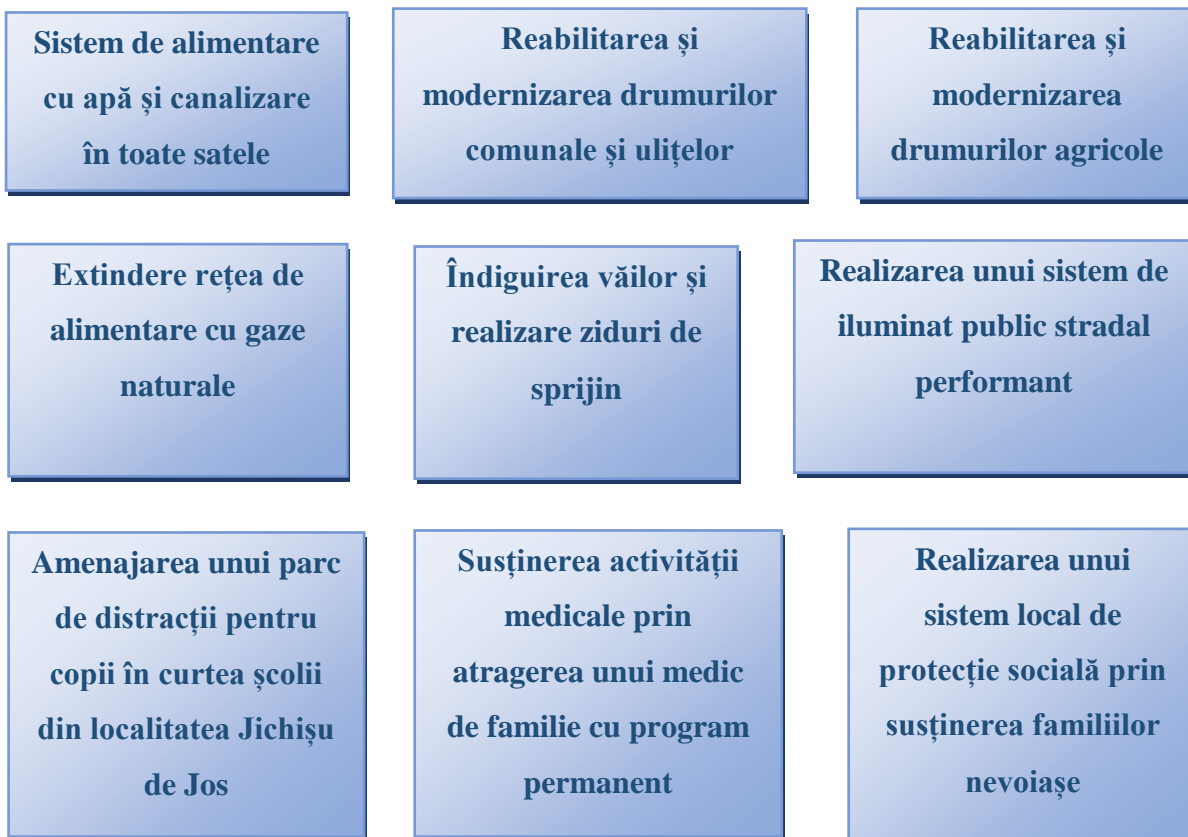 Sistem de alimentare
cu apă și canalizare
în toate satele
Reabilitarea și
modernizarea drumurilor
comunale și ulițelor
Reabilitarea și
modernizarea
drumurilor agricole
Extindere rețea de
alimentare cu gaze
naturale
Îndiguirea văilor și
realizare ziduri de
sprijin
Realizarea unui sistem de
iluminat public stradal
performant
Amenajarea unui parc
de distracții pentru
copii în curtea școlii
din localitatea Jichișu
de Jos
Susținerea activității
medicale prin
atragerea unui medic
de familie cu program
permanent
Realizarea unui
sistem local de
protecție socială prin
susținerea familiilor
nevoiașe